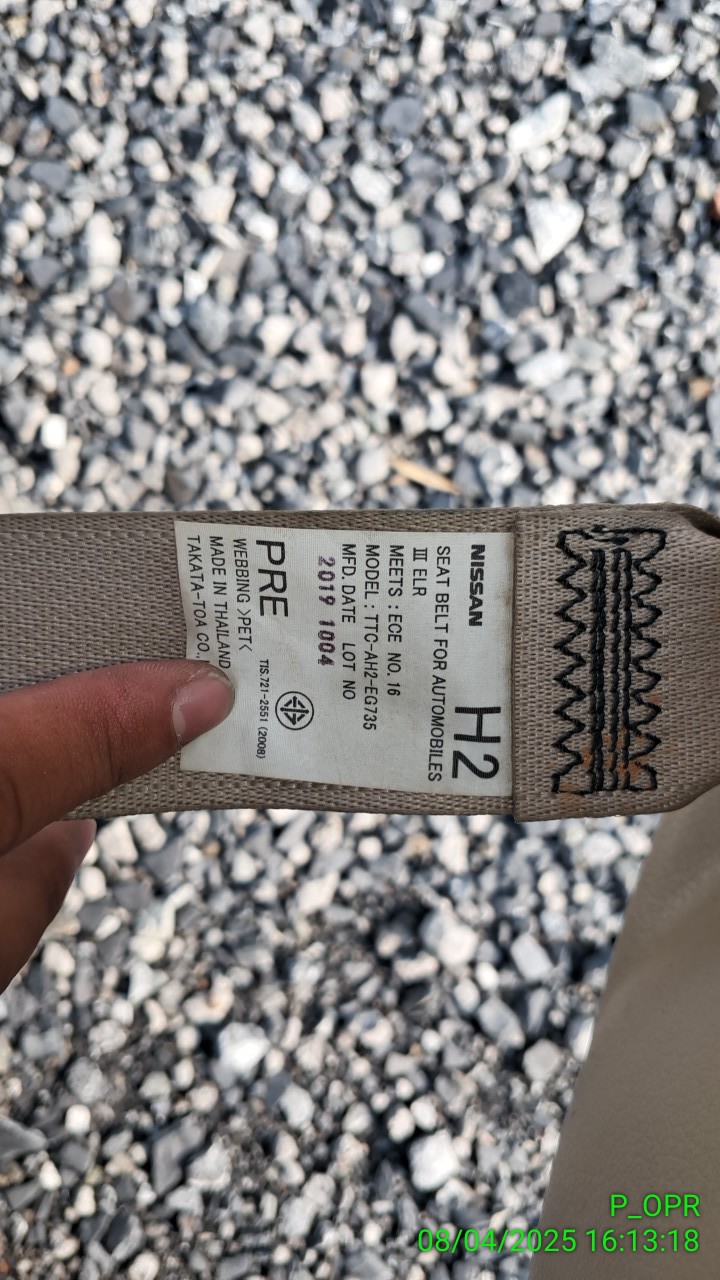 NISSAN
H2
SEAT BELT FOR AUTOMOBILES
III ELR
MEETS : ECE NO. 16
MODEL : TTC-AH2-EG735
MFD. DATE LOT NO
2019 1004
PRE
WEBBING >PET<
TIS.721-2551 (2008)
MADE IN THAILAND
TAKATA-TOA CO.,
P_OPR
08/04/2025 16:13:18